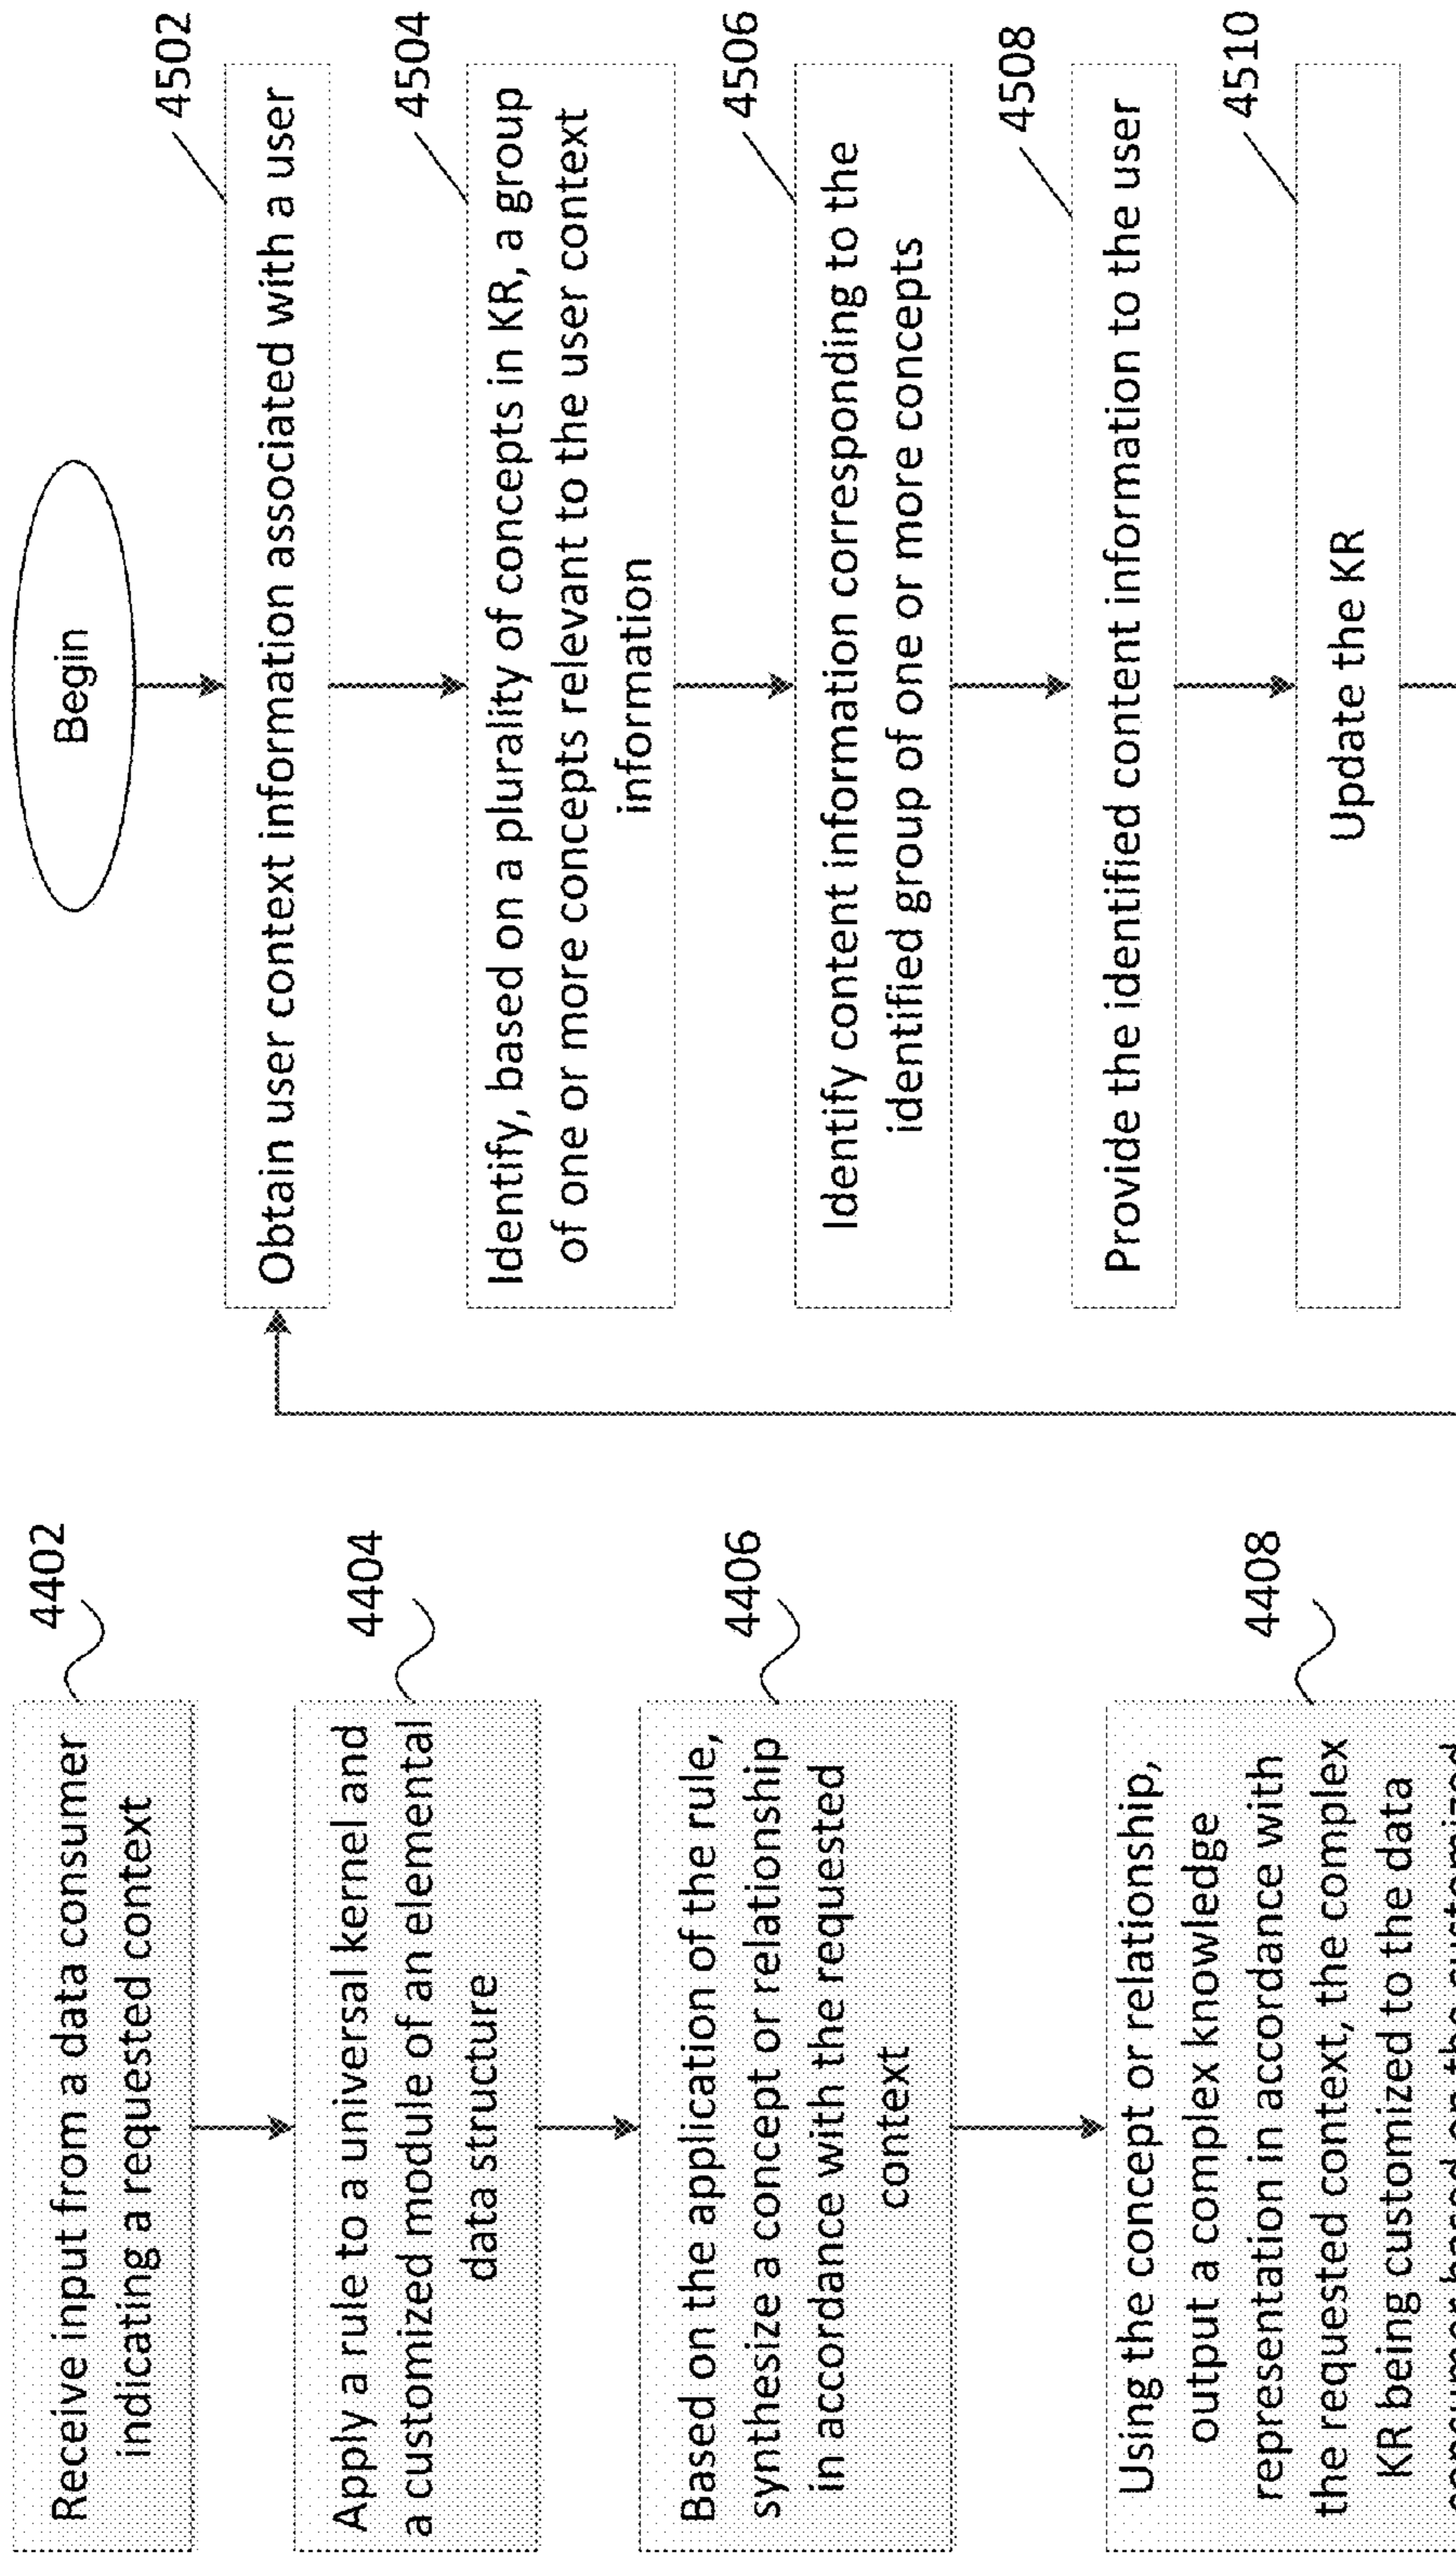 4402
Receive input from a data consumer
indicating a requested context
4404
Apply a rule to a universal kernel and
a customized module of an elemental
data structure
4406
Based on the application of the rule,
synthesize a concept or relationship
in accordance with the requested
context
4408
Using the concept or relationship,
output a complex knowledge
representation in accordance with
the requested context, the complex
KR being customized to the data
consumer based on the customized
Begin
4502
Obtain user context information associated with a user
4504
Identify, based on a plurality of concepts in KR, a group
of one or more concepts relevant to the user context
information
4506
Identify content information corresponding to the
identified group of one or more concepts
4508
Provide the identified content information to the user
4510
Update the KR